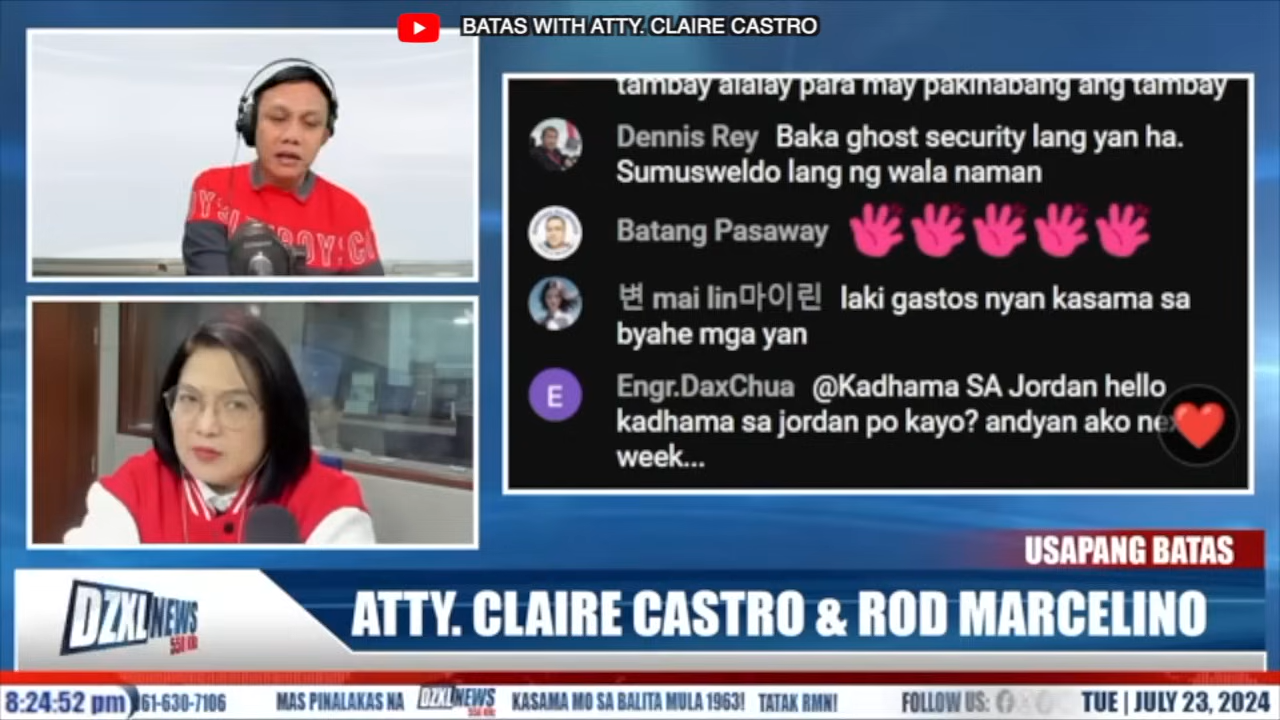 BATAS WITH ATTY. CLAIRE CASTRO
tambay alalay para may pakinabang ang tambay
Dennis Rey Baka ghost security lang yan ha.
Sumusweldo lang ng wala naman
Batang Pasaway
변 mai lin마이린 laki gastos nyan kasama sa
byahe mga yan
E
Engr.DaxChua @Kadhama SA Jordan hello
kadhama sa jordan po kayo? andyan ako next
week...
USAPANG BATAS
DZXL NEWS
ATTY. CLAIRE CASTRO & ROD MARCELINO
8:24:52 pm 061-630-7106 MAS PINALAKAS NA DZXL NEWS KASAMA MO SA BALITA MULA 1963! TATAK RMN! FOLLOW US: TUE | JULY 23, 2024